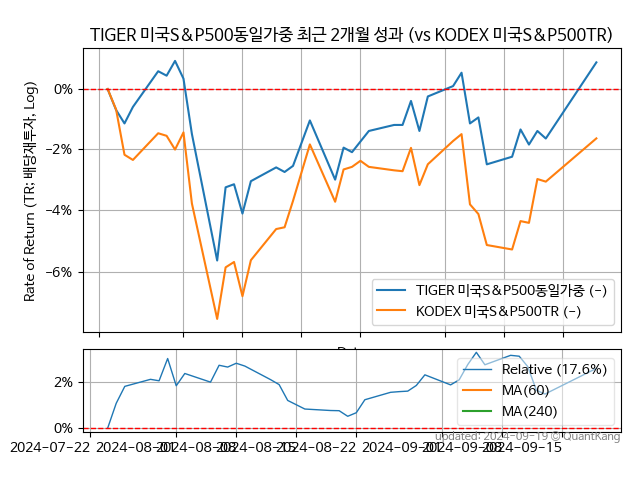 TIGER 미국S&P500동일가중 최근 2개월 성과 (vs KODEX 미국S&P500TR)
Rate of Return (TR: 배당재투자, Log)
0%
−2%
−4%
−6%
TIGER 미국S&P500동일가중 (-)
KODEX 미국S&P500TR (-)
2%
0%
Relative (17.6%)
MA(60)
MA(240)
updated: 2024-09-19 © QuantKang
2024-07-22
2024-08-01
2024-08-08
2024-08-15
2024-08-22
2024-09-01
2024-09-08
2024-09-15